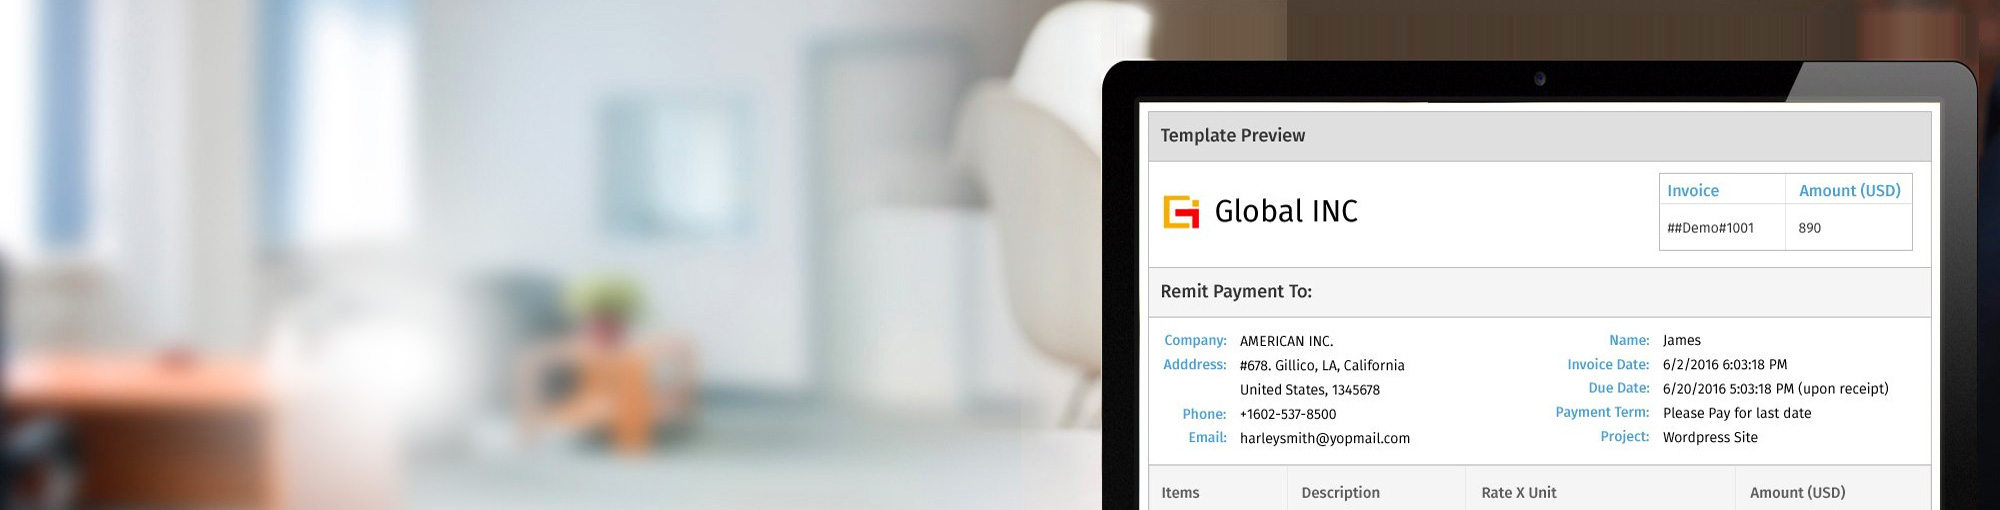 Template Preview
Global INC
Invoice Amount (USD)
##Demo#1001 890
Remit Payment To:
Company: AMERICAN INC.
Adddress: #678. Gillico, LA, California
United States, 1345678
Phone: +1602-537-8500
Email: harleysmith@yopmail.com
Name: James
Invoice Date: 6/2/2016 6:03:18 PM
Due Date: 6/20/2016 5:03:18 PM (upon receipt)
Payment Term: Please Pay for last date
Project: Wordpress Site
Items Description Rate X Unit Amount (USD)